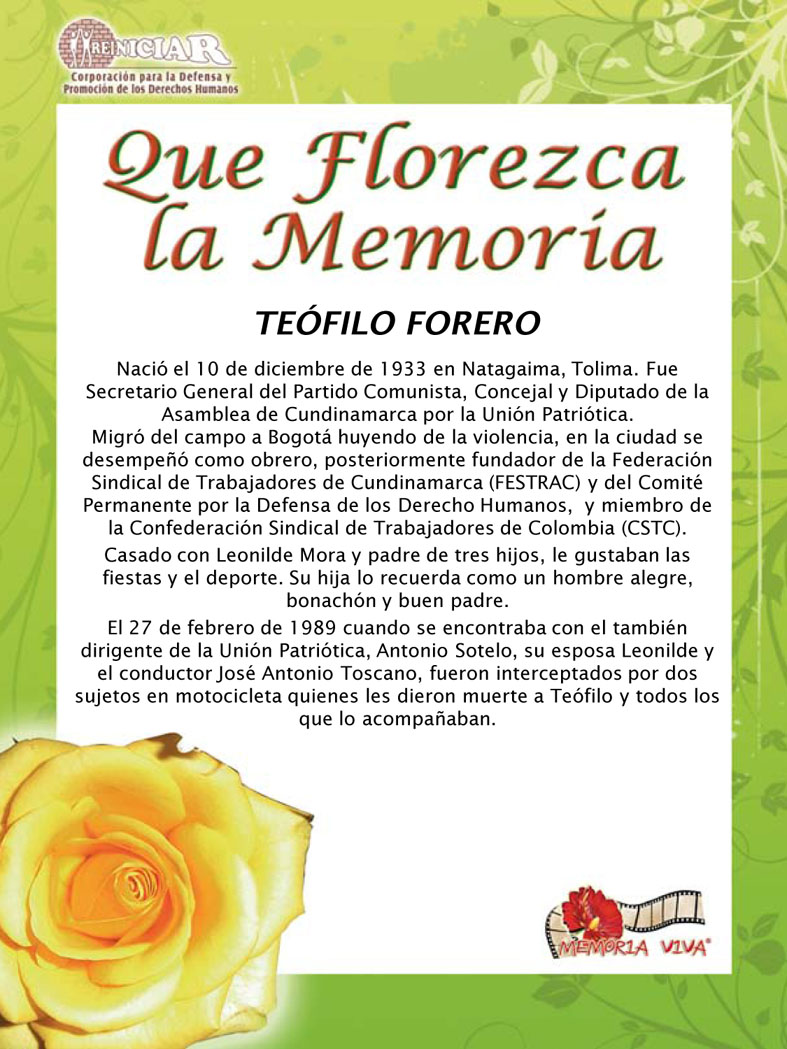 REINICIAR
Corporación para la Defensa y
Promoción de los Derechos Humanos
Que Florezca
la Memoria
TEÓFILO FORERO
Nació el 10 de diciembre de 1933 en Natagaima, Tolima. Fue
Secretario General del Partido Comunista, Concejal y Diputado de la
Asamblea de Cundinamarca por la Unión Patriótica.
Migró del campo a Bogotá huyendo de la violencia, en la ciudad se
desempeñó como obrero, posteriormente fundador de la Federación
Sindical de Trabajadores de Cundinamarca (FESTRAC) y del Comité
Permanente por la Defensa de los Derecho Humanos,  y miembro de
la Confederación Sindical de Trabajadores de Colombia (CSTC).
Casado con Leonilde Mora y padre de tres hijos, le gustaban las
fiestas y el deporte. Su hija lo recuerda como un hombre alegre,
bonachón y buen padre.
El 27 de febrero de 1989 cuando se encontraba con el también
dirigente de la Unión Patriótica, Antonio Sotelo, su esposa Leonilde y
el conductor José Antonio Toscano, fueron interceptados por dos
sujetos en motocicleta quienes les dieron muerte a Teófilo y todos los
que lo acompañaban.
MEMORIA VIVA®